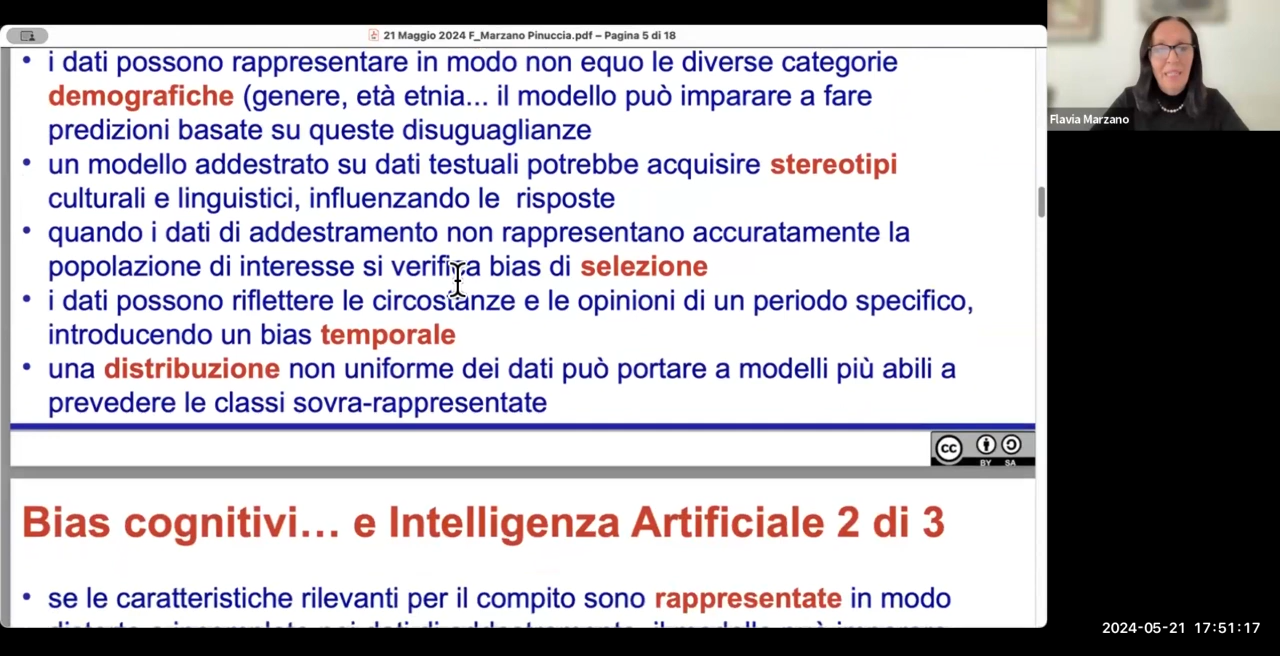 21 Maggio 2024 F_Marzano Pinuccia.pdf – Pagina 5 di 18
• i dati possono rappresentare in modo non equo le diverse categorie
demografiche (genere, età etnia... il modello può imparare a fare
predizioni basate su queste disuguaglianze
• un modello addestrato su dati testuali potrebbe acquisire stereotipi
culturali e linguistici, influenzando le risposte
• quando i dati di addestramento non rappresentano accuratamente la
popolazione di interesse si verifica bias di selezione
• i dati possono riflettere le circostanze e le opinioni di un periodo specifico,
introducendo un bias temporale
• una distribuzione non uniforme dei dati può portare a modelli più abili a
prevedere le classi sovra-rappresentate
cc
BY SA
Bias cognitivi… e Intelligenza Artificiale 2 di 3
• se le caratteristiche rilevanti per il compito sono rappresentate in modo
Flavia Marzano
2024-05-21 17:51:17